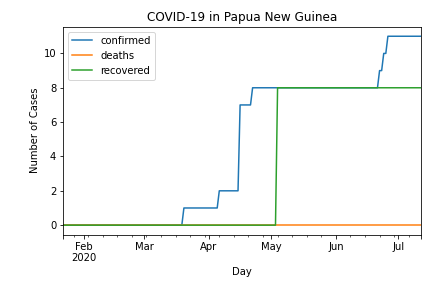 COVID-19 in Papua New Guinea
confirmed
deaths
recovered
Number of Cases
10
8
6
4
2
0
Feb
2020
Mar
Apr
May
Jun
Jul
Day